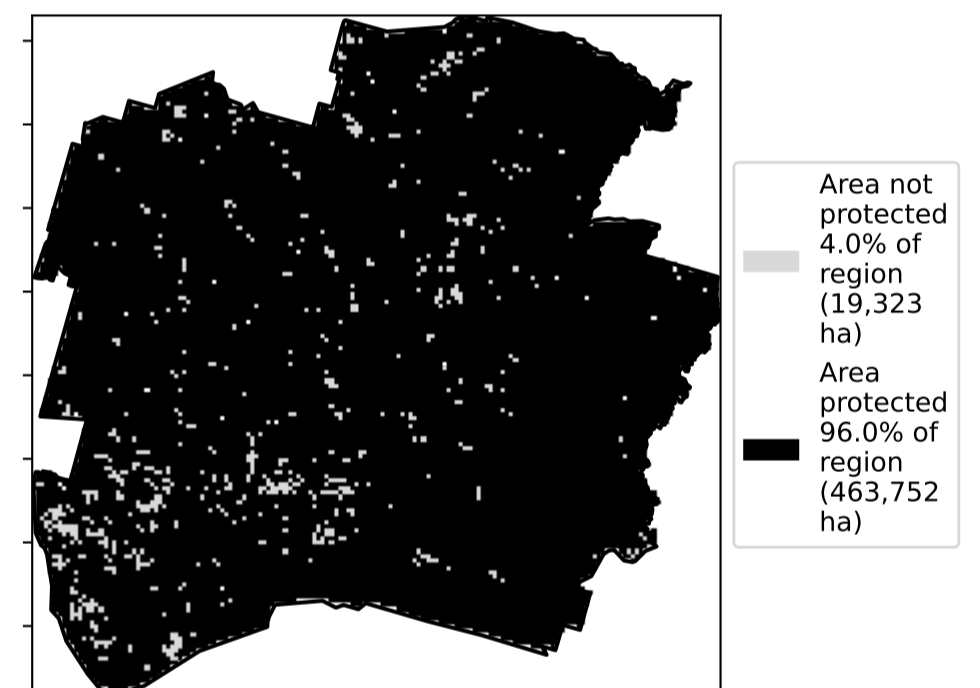 Area not
protected
4.0% of
region
(19,323
ha)
Area
protected
96.0% of
region
(463,752
ha)